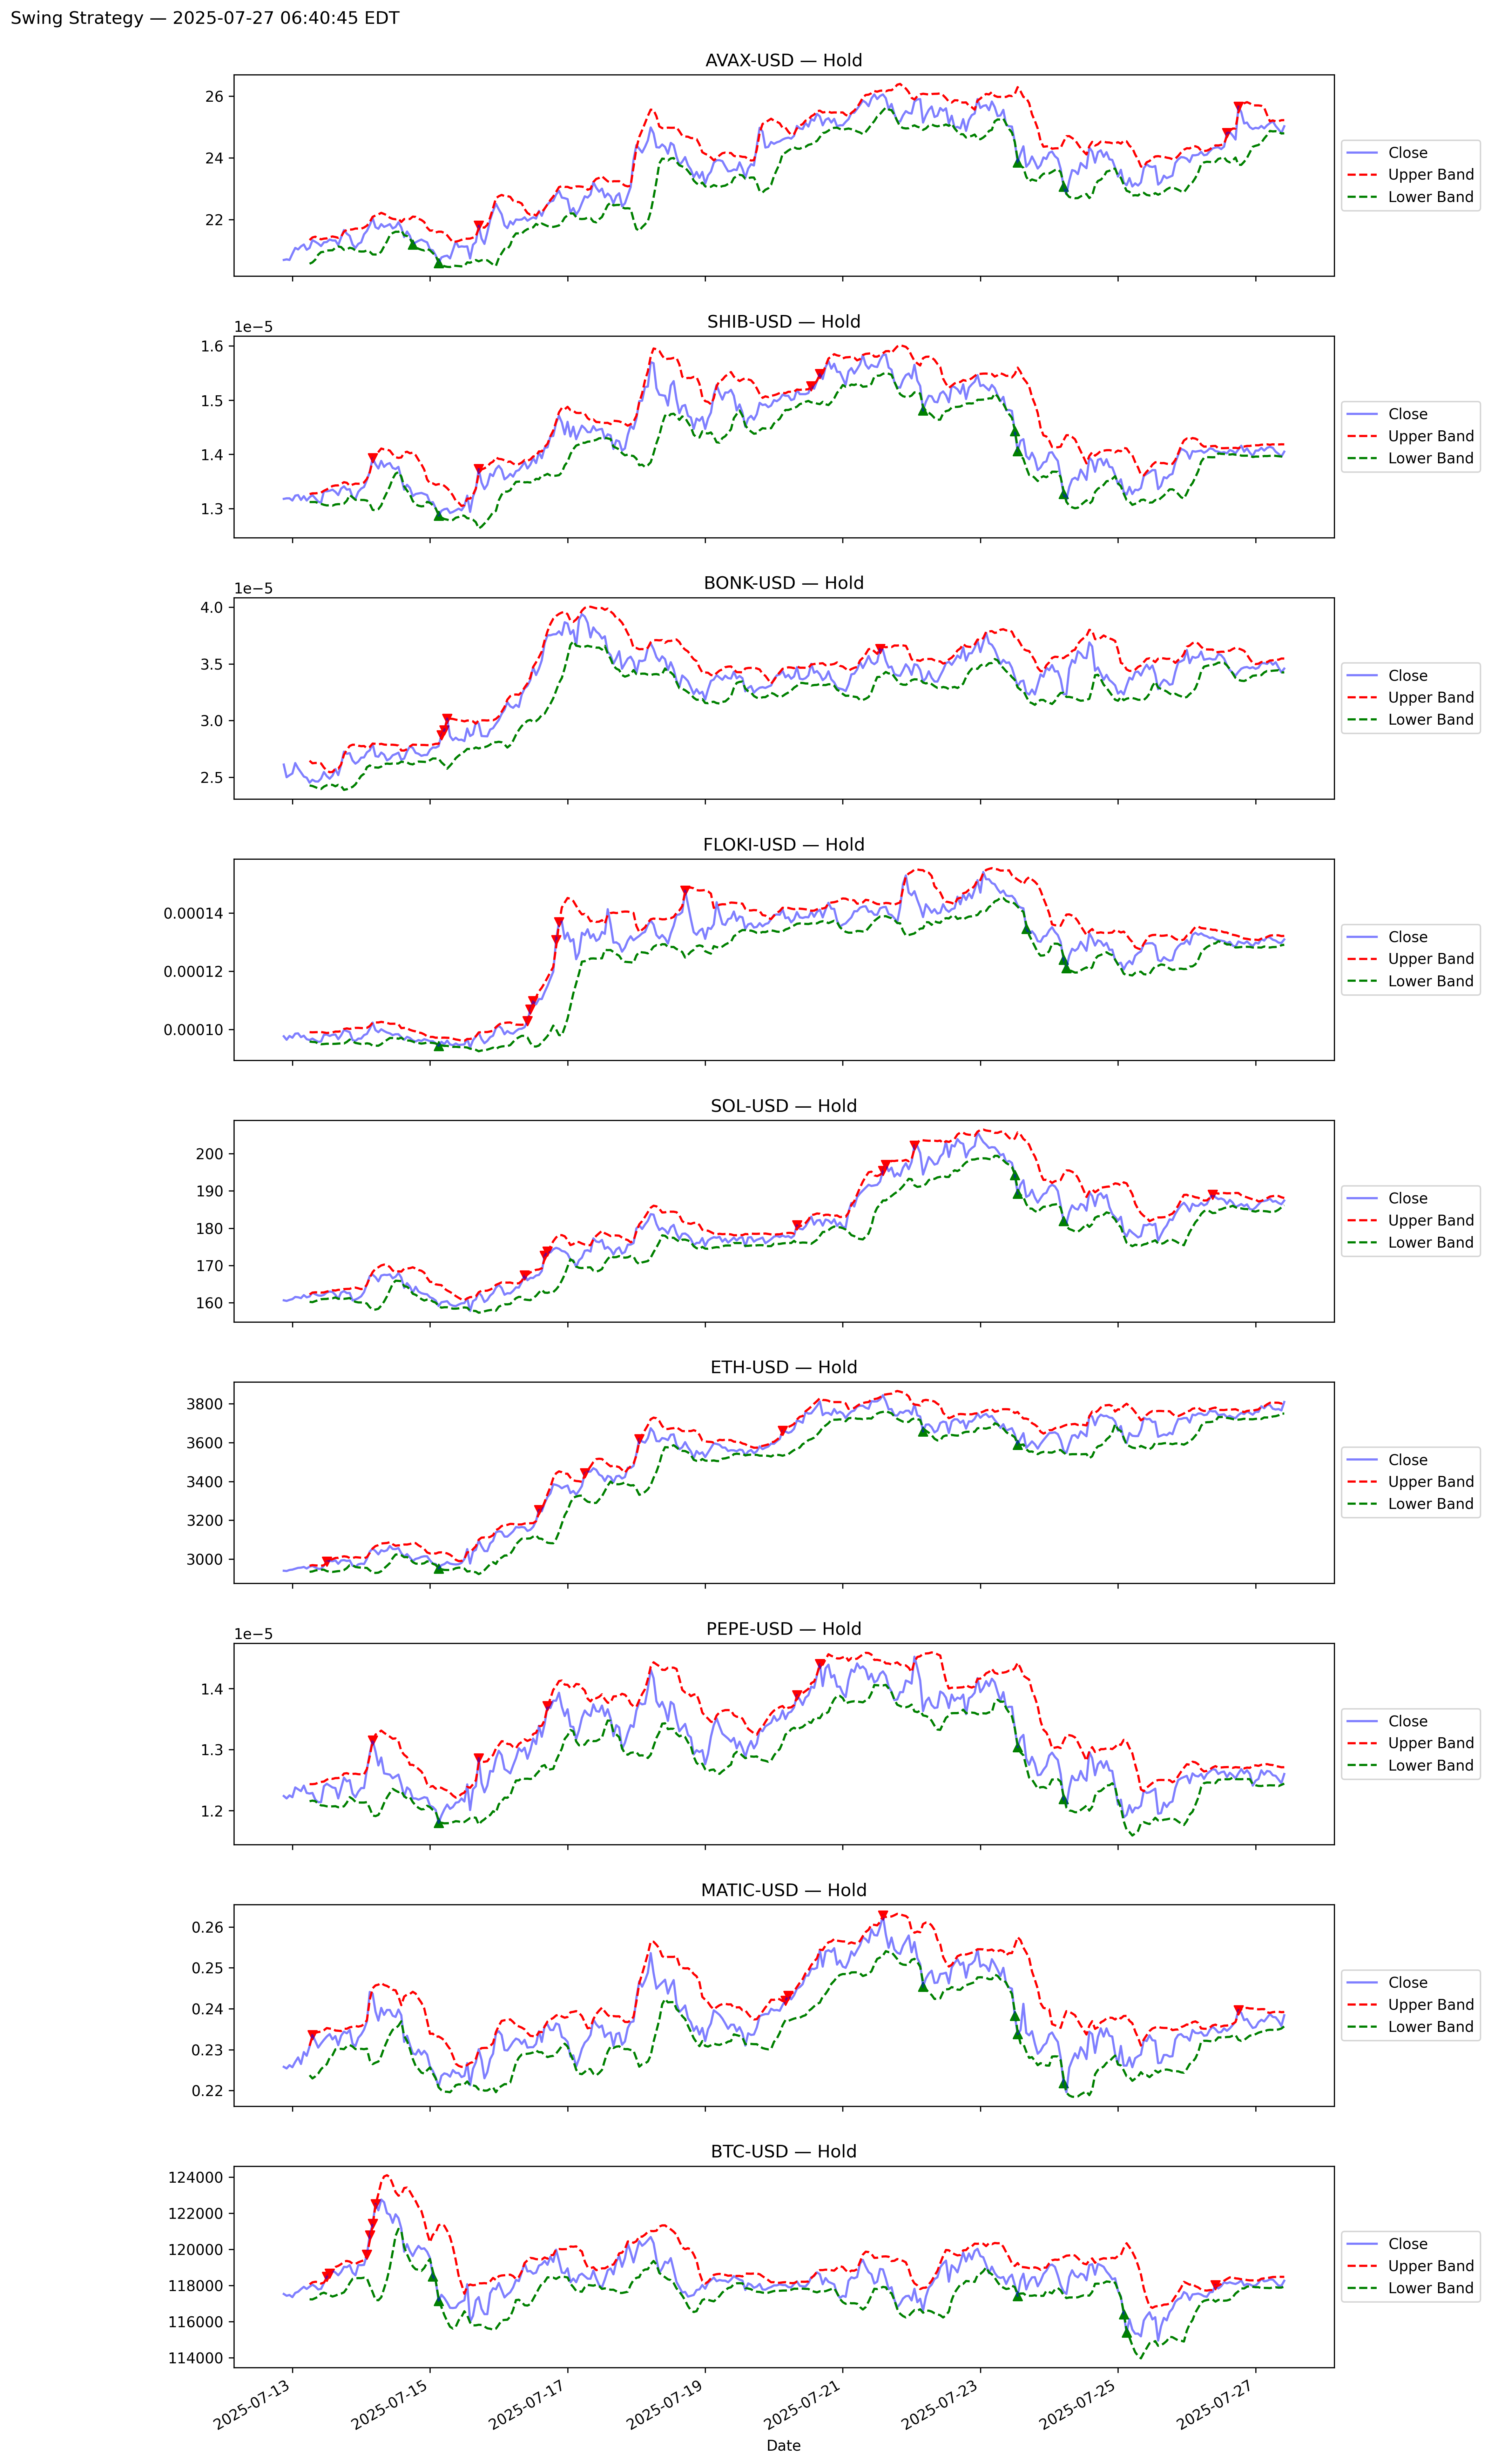 Swing Strategy — 2025-07-27 06:40:45 EDT
AVAX-USD — Hold
26
24
22
Close
Upper Band
Lower Band
SHIB-USD — Hold
1e−5
1.6
1.5
1.4
1.3
Close
Upper Band
Lower Band
BONK-USD — Hold
1e−5
4.0
3.5
3.0
2.5
Close
Upper Band
Lower Band
FLOKI-USD — Hold
0.00014
0.00012
0.00010
Close
Upper Band
Lower Band
SOL-USD — Hold
200
190
180
170
160
Close
Upper Band
Lower Band
ETH-USD — Hold
3800
3600
3400
3200
3000
Close
Upper Band
Lower Band
PEPE-USD — Hold
1e−5
1.4
1.3
1.2
Close
Upper Band
Lower Band
MATIC-USD — Hold
0.26
0.25
0.24
0.23
0.22
Close
Upper Band
Lower Band
BTC-USD — Hold
124000
122000
120000
118000
116000
114000
Close
Upper Band
Lower Band
2025-07-13
2025-07-15
2025-07-17
2025-07-19
2025-07-21
2025-07-23
2025-07-25
2025-07-27
Date